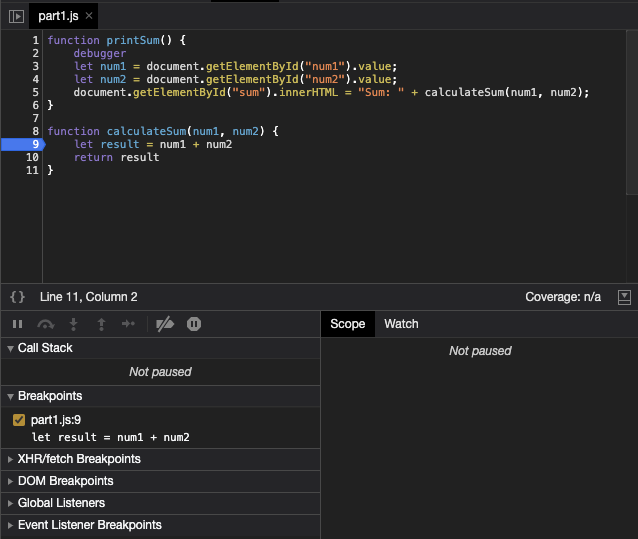 part1.js ×
1 function printSum() {
2     debugger
3     let num1 = document.getElementById("num1").value;
4     let num2 = document.getElementById("num2").value;
5     document.getElementById("sum").innerHTML = "Sum: " + calculateSum(num1, num2);
6 }
7
8 function calculateSum(num1, num2) {
9     let result = num1 + num2
10     return result
11 }
{} Line 11, Column 2 Coverage: n/a
Scope Watch
Call Stack
Not paused
Not paused
Breakpoints
part1.js:9
let result = num1 + num2
XHR/fetch Breakpoints
DOM Breakpoints
Global Listeners
Event Listener Breakpoints